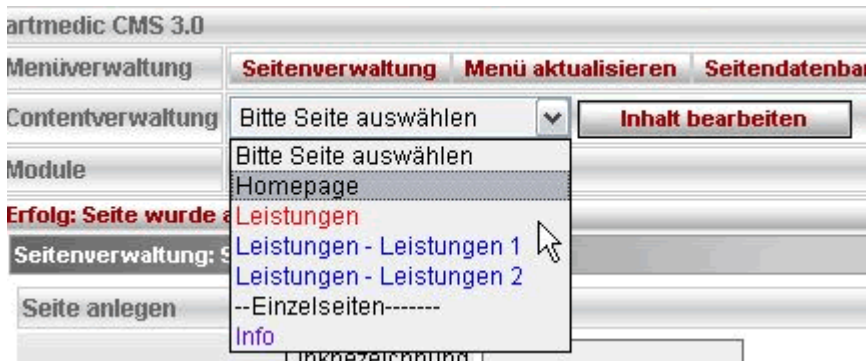 artmedic CMS 3.0
Menüverwaltung Seitenverwaltung Menü aktualisieren
Contentverwaltung Bitte Seite auswählen Inhalt bearbeiten
Bitte Seite auswählen
Module
Homepage
Erfolg: Seite wurde
Leistungen
Leistungen - Leistungen 1
Seitenverwaltung:
Leistungen - Leistungen 2
--Einzelseiten-------
Seite anlegen
Info